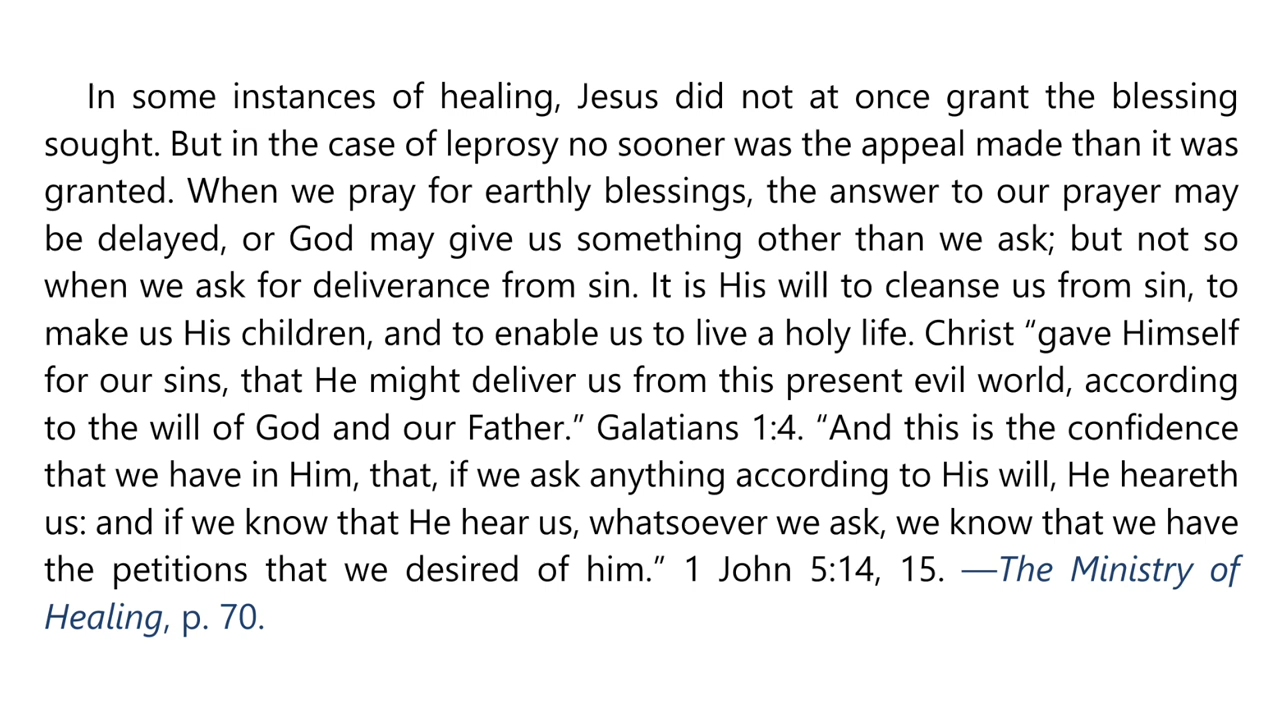 In some instances of healing, Jesus did not at once grant the blessing
sought. But in the case of leprosy no sooner was the appeal made than it was
granted. When we pray for earthly blessings, the answer to our prayer may
be delayed, or God may give us something other than we ask; but not so
when we ask for deliverance from sin. It is His will to cleanse us from sin, to
make us His children, and to enable us to live a holy life. Christ “gave Himself
for our sins, that He might deliver us from this present evil world, according
to the will of God and our Father.” Galatians 1:4. “And this is the confidence
that we have in Him, that, if we ask anything according to His will, He heareth
us: and if we know that He hear us, whatsoever we ask, we know that we have
the petitions that we desired of him.” 1 John 5:14, 15. —The Ministry of
Healing, p. 70.